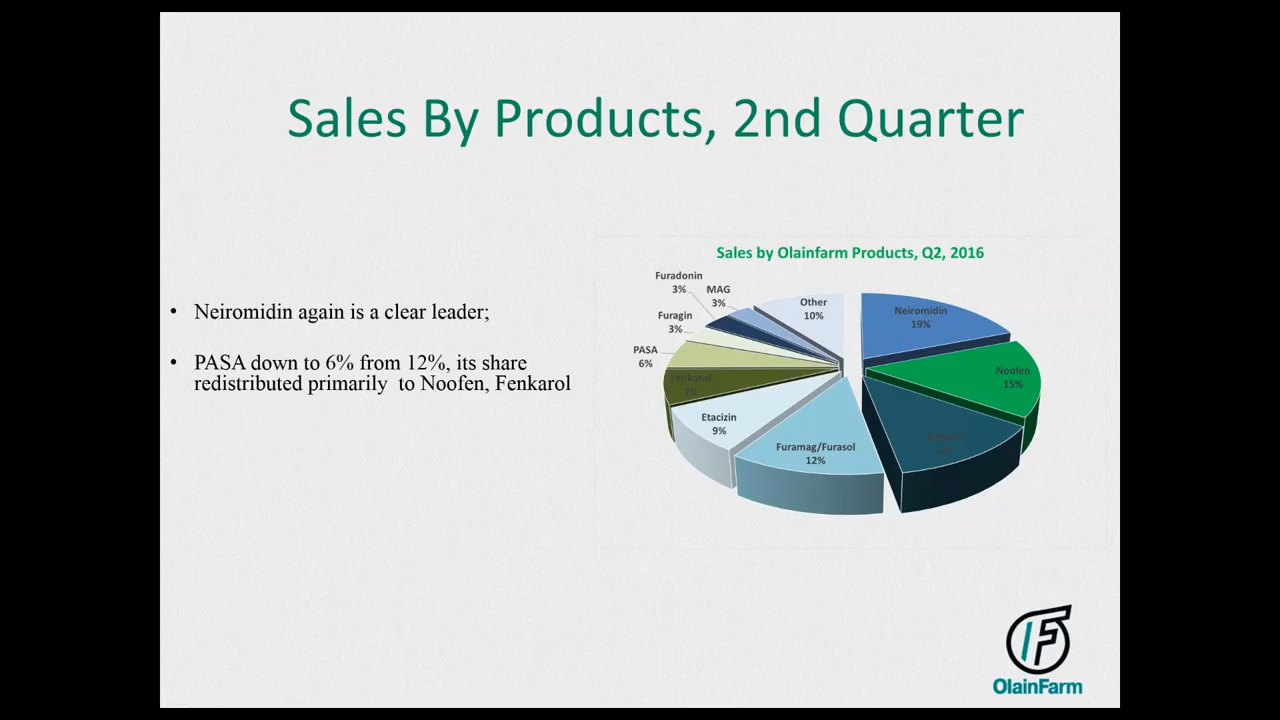 Sales By Products, 2nd Quarter
• Neiromidin again is a clear leader;
• PASA down to 6% from 12%, its share
redistributed primarily to Noofen, Fenkarol
Sales by Olainfarm Products, Q2, 2016
Neiromidin
19%
Noofen
15%
Furamag/Furasol
12%
Etacizin
9%
Fenkarol
7%
PASA
6%
Furagin
3%
Furadonin
3%
MAG
3%
Other
10%
OlainFarm